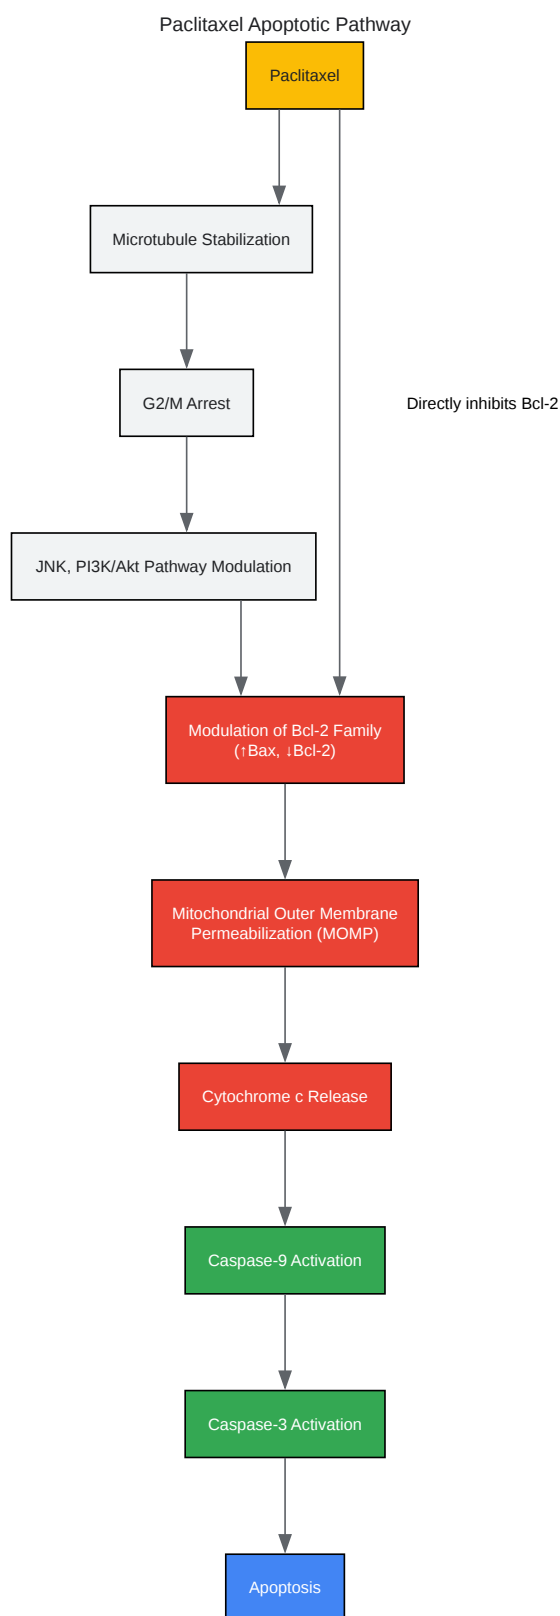 Paclitaxel Apoptotic Pathway
Paclitaxel
Microtubule Stabilization
G2/M Arrest
Directly inhibits Bcl-2
JNK, PI3K/Akt Pathway Modulation
Modulation of Bcl-2 Family
(↑Bax, ↓Bcl-2)
Mitochondrial Outer Membrane
Permeabilization (MOMP)
Cytochrome c Release
Caspase-9 Activation
Caspase-3 Activation
Apoptosis